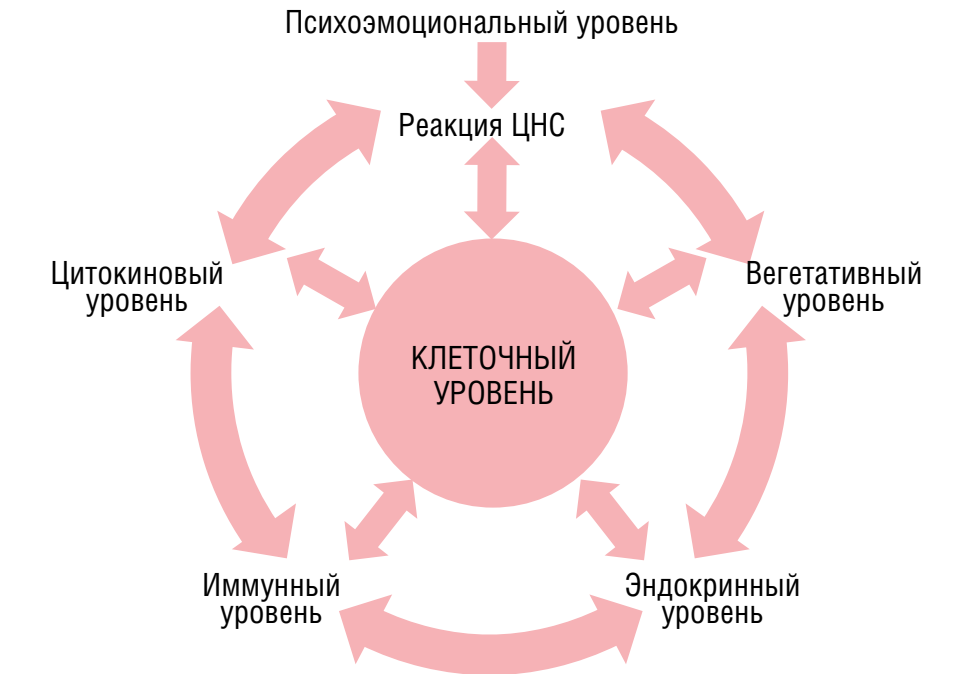 Психоэмоциональный уровень
Реакция ЦНС
Цитокиновый
уровень
Вегетативный
уровень
КЛЕТОЧНЫЙ
УРОВЕНЬ
Иммунный
уровень
Эндокринный
уровень